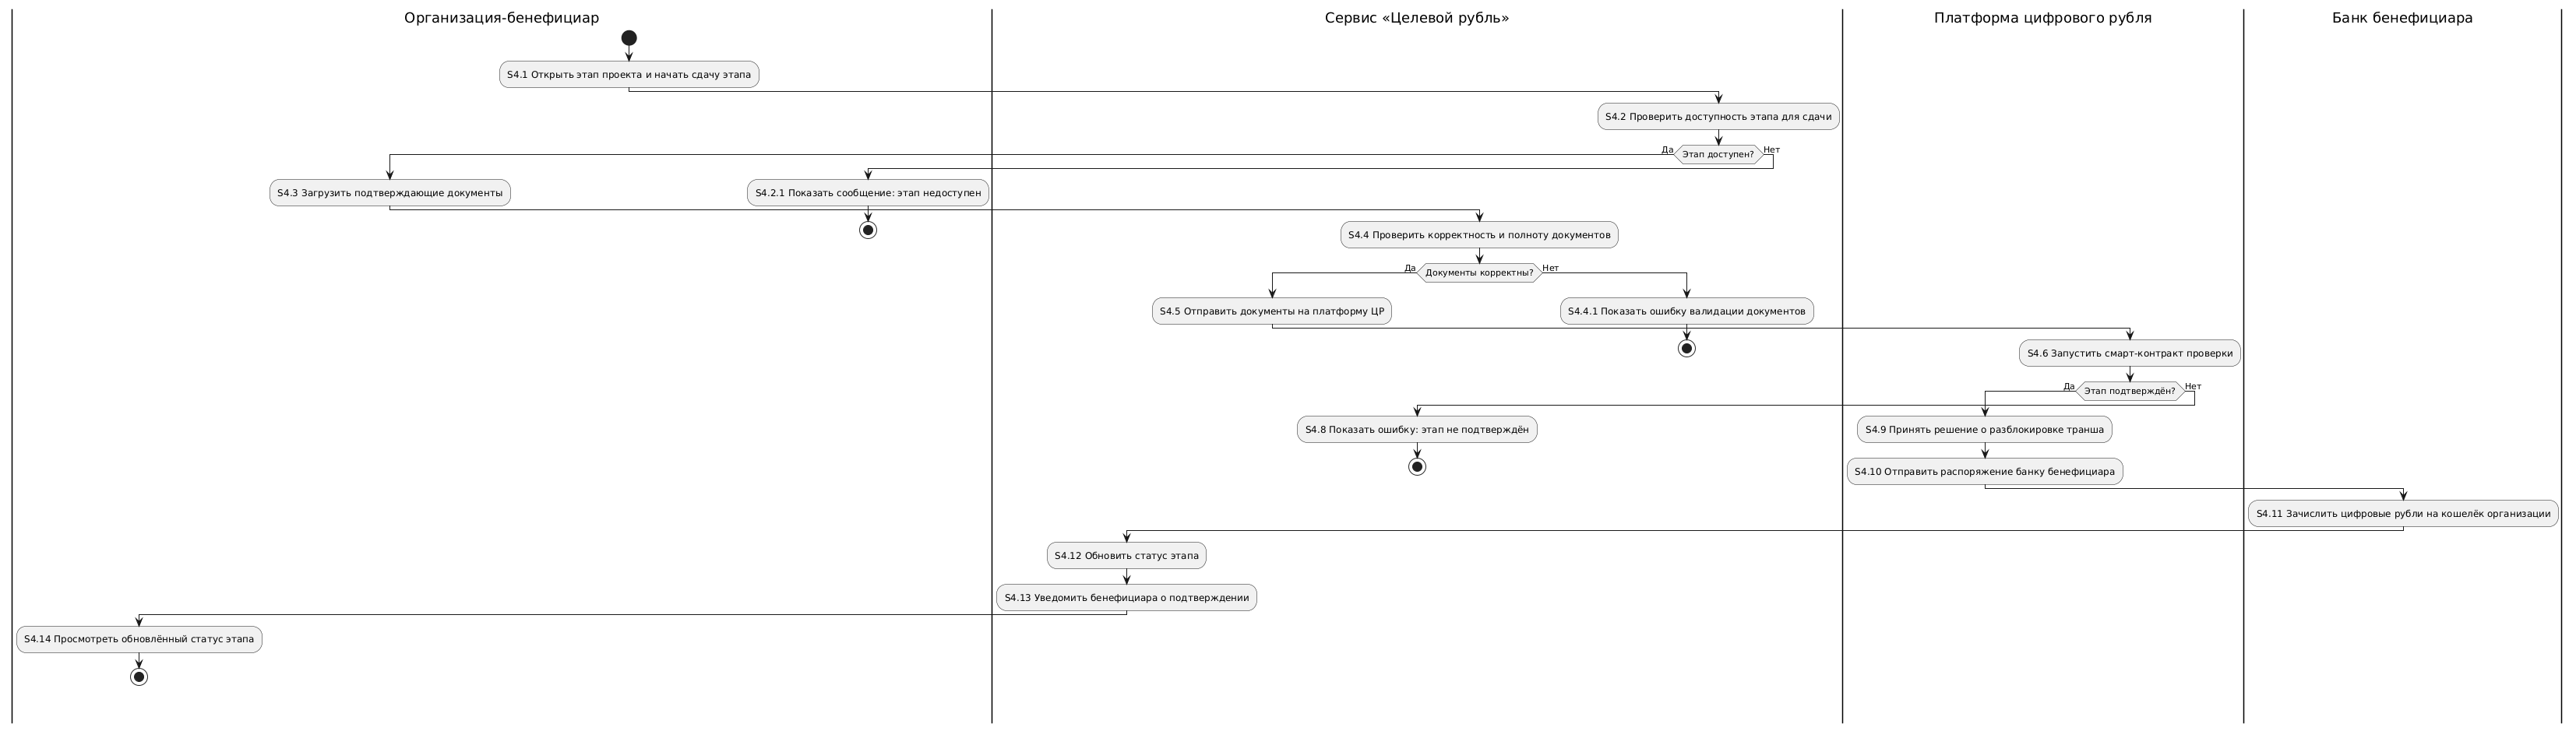 Организация-бенефициар
Сервис «Целевой рубль»
Платформа цифрового рубля
Банк бенефициара
S4.1 Открыть этап проекта и начать сдачу этапа
S4.2 Проверить доступность этапа для сдачи
Да
Этап доступен?
Нет
S4.3 Загрузить подтверждающие документы
S4.2.1 Показать сообщение: этап недоступен
S4.4 Проверить корректность и полноту документов
Да
Документы корректны?
Нет
S4.5 Отправить документы на платформу ЦР
S4.4.1 Показать ошибку валидации документов
S4.6 Запустить смарт-контракт проверки
Да
Этап подтверждён?
Нет
S4.8 Показать ошибку: этап не подтверждён
S4.9 Принять решение о разблокировке транша
S4.10 Отправить распоряжение банку бенефициара
S4.11 Зачислить цифровые рубли на кошелёк организации
S4.12 Обновить статус этапа
S4.13 Уведомить бенефициара о подтверждении
S4.14 Просмотреть обновлённый статус этапа